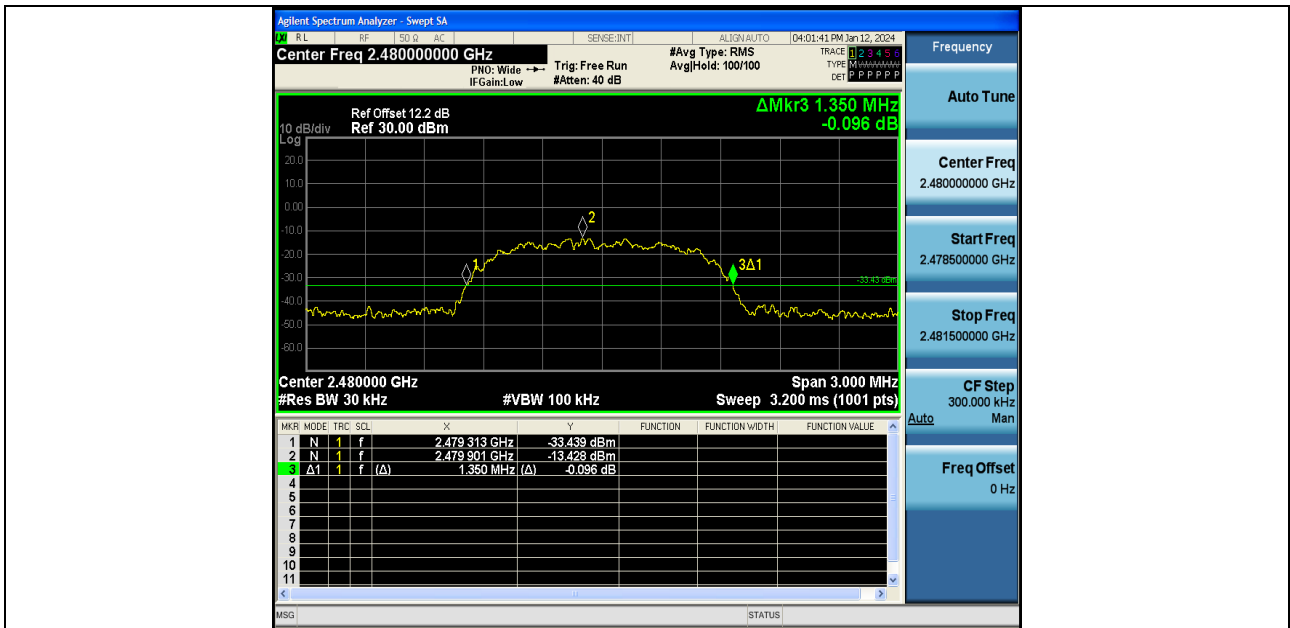 Agilent Spectrum Analyzer - Swept SA
RL RF 50 Ω AC SENSE:INT ALIGN AUTO 04:01:41 PM Jan 12, 2024
Center Freq 2.480000000 GHz
PNO: Wide
IFGain:Low
Trig: Free Run
#Atten: 40 dB
#Avg Type: RMS
Avg|Hold: 100/100
TRACE 1 2 3 4 5 6
TYPE M W W W W W
DET P P P P P P
ΔMkr3 1.350 MHz
-0.096 dB
Ref Offset 12.2 dB
Ref 30.00 dBm
10 dB/div
Log
20.0
10.0
0.00
-10.0
-20.0
-30.0
-40.0
-50.0
-60.0
1
2
3Δ1
-33.43 dBm
Center 2.480000 GHz Span 3.000 MHz
#Res BW 30 kHz #VBW 100 kHz Sweep 3.200 ms (1001 pts)
MKR MODE TRC SCL X Y FUNCTION FUNCTION WIDTH FUNCTION VALUE
1 N 1 f 2.479 313 GHz -33.439 dBm
2 N 1 f 2.479 901 GHz -13.428 dBm
3 Δ1 1 f (Δ) 1.350 MHz (Δ) -0.096 dB
4
5
6
7
8
9
10
11
MSG STATUS
Frequency
Auto Tune
Center Freq
2.480000000 GHz
Start Freq
2.478500000 GHz
Stop Freq
2.481500000 GHz
CF Step
300.000 kHz
Auto Man
Freq Offset
0 Hz